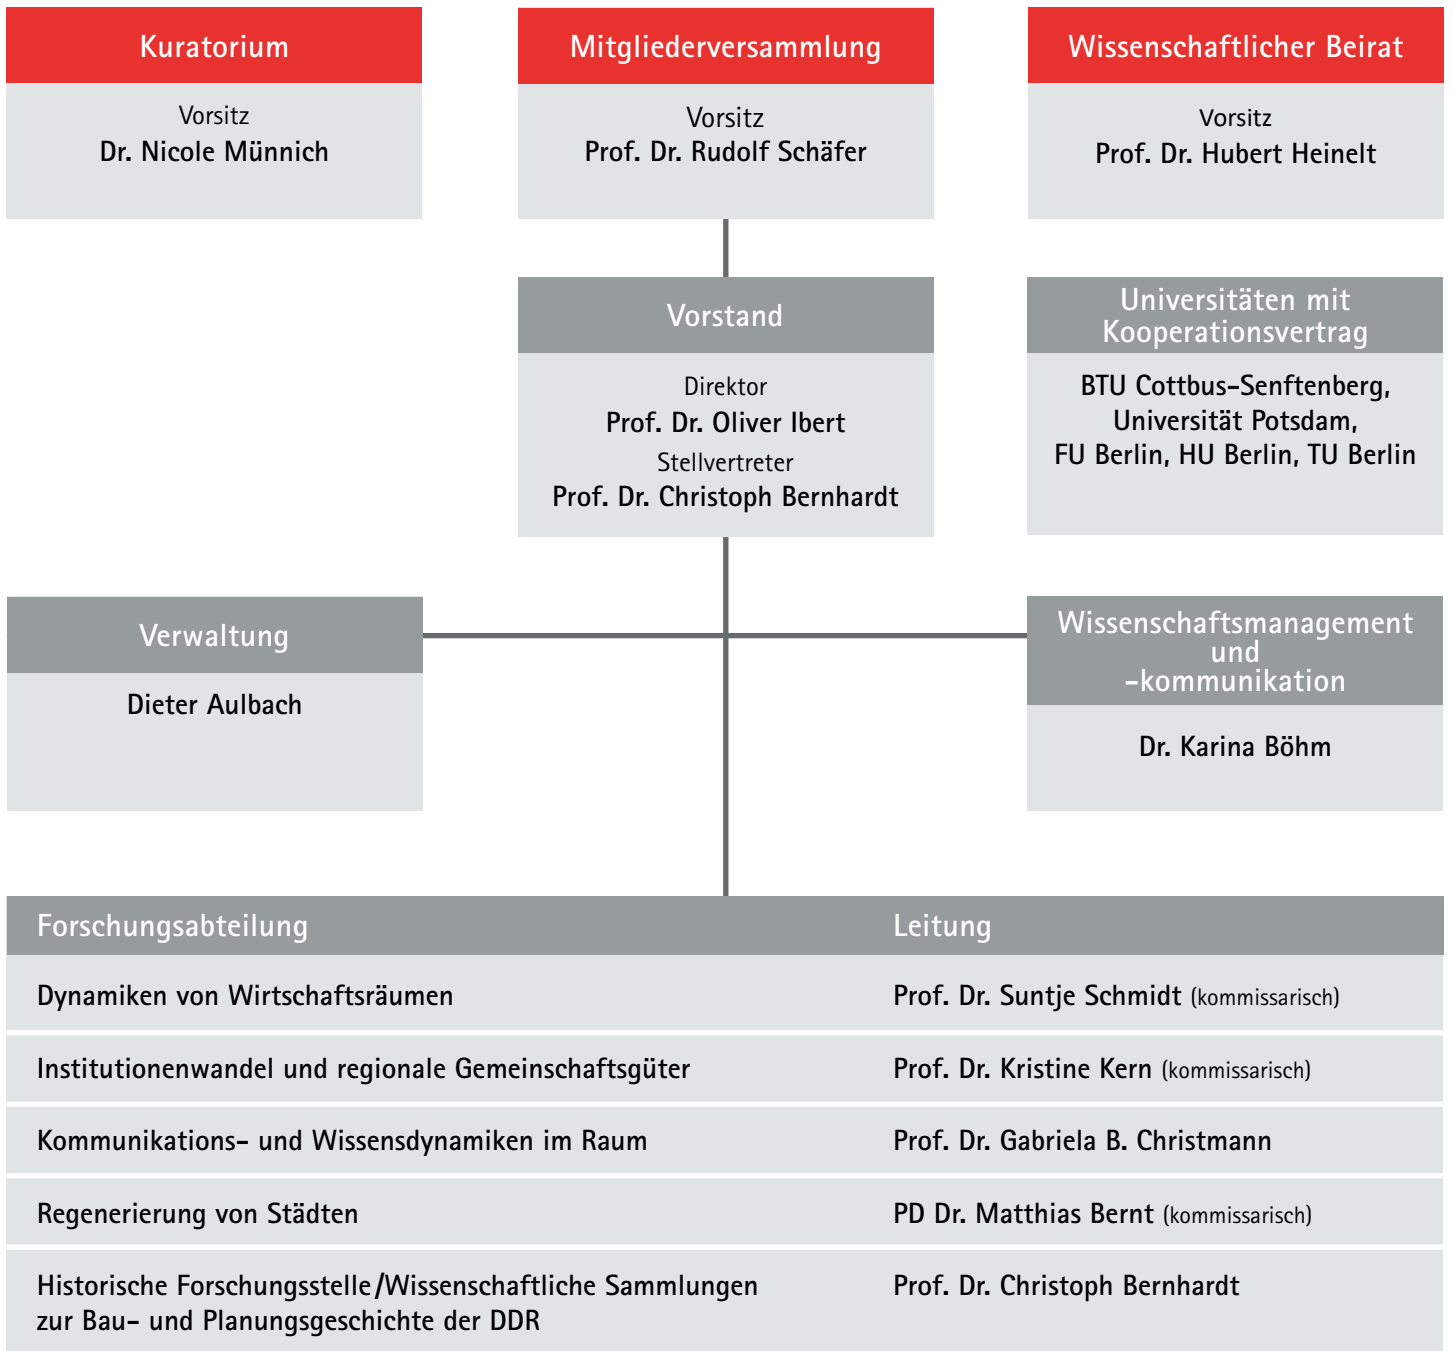 Kuratorium
Vorsitz
Dr. Nicole Münnich
Mitgliederversammlung
Vorsitz
Prof. Dr. Rudolf Schäfer
Wissenschaftlicher Beirat
Vorsitz
Prof. Dr. Hubert Heinelt
Vorstand
Direktor
Prof. Dr. Oliver Ibert
Stellvertreter
Prof. Dr. Christoph Bernhardt
Universitäten mit
Kooperationsvertrag
BTU Cottbus-Senftenberg,
Universität Potsdam,
FU Berlin, HU Berlin, TU Berlin
Verwaltung
Dieter Aulbach
Wissenschaftsmanagement
und
-kommunikation
Dr. Karina Böhm
Forschungsabteilung Leitung
Dynamiken von Wirtschaftsräumen Prof. Dr. Suntje Schmidt (kommissarisch)
Institutionenwandel und regionale Gemeinschaftsgüter Prof. Dr. Kristine Kern (kommissarisch)
Kommunikations- und Wissensdynamiken im Raum Prof. Dr. Gabriela B. Christmann
Regenerierung von Städten PD Dr. Matthias Bernt (kommissarisch)
Historische Forschungsstelle/Wissenschaftliche Sammlungen Prof. Dr. Christoph Bernhardt
zur Bau- und Planungsgeschichte der DDR